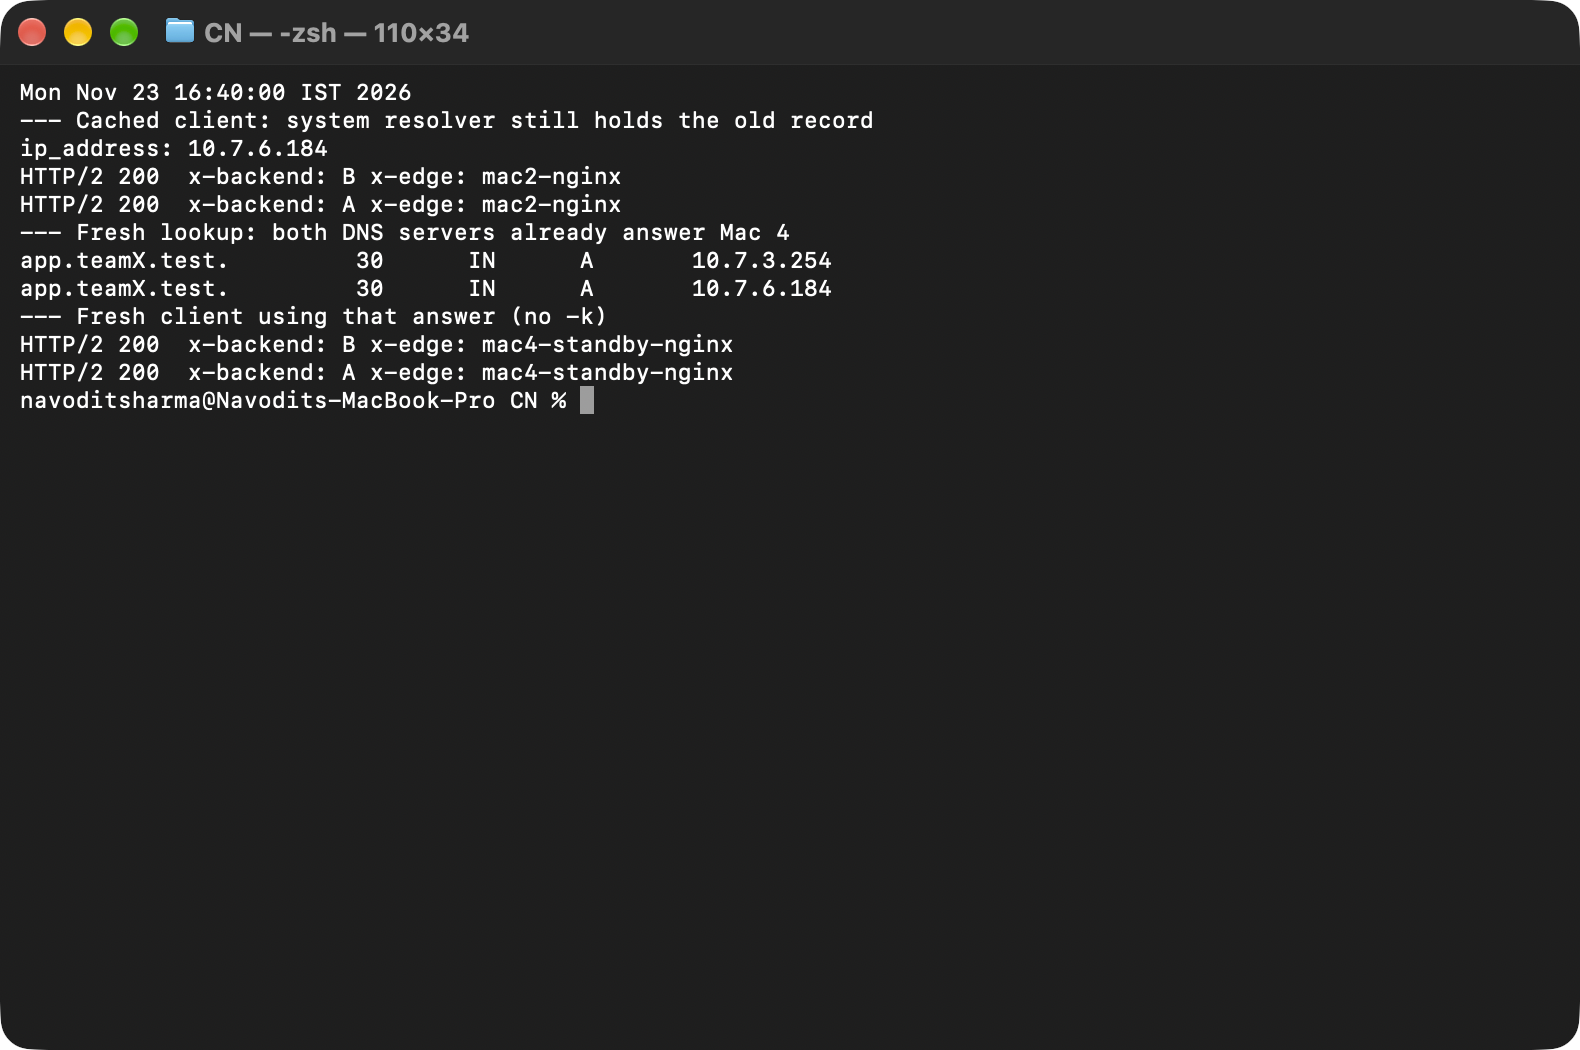 CN — -zsh — 110×34
Mon Nov 23 16:40:00 IST 2026
--- Cached client: system resolver still holds the old record
ip_address: 10.7.6.184
HTTP/2 200  x-backend: B x-edge: mac2-nginx
HTTP/2 200  x-backend: A x-edge: mac2-nginx
--- Fresh lookup: both DNS servers already answer Mac 4
app.teamX.test.         30      IN      A       10.7.3.254
app.teamX.test.         30      IN      A       10.7.6.184
--- Fresh client using that answer (no -k)
HTTP/2 200  x-backend: B x-edge: mac4-standby-nginx
HTTP/2 200  x-backend: A x-edge: mac4-standby-nginx
navoditsharma@Navodits-MacBook-Pro CN %